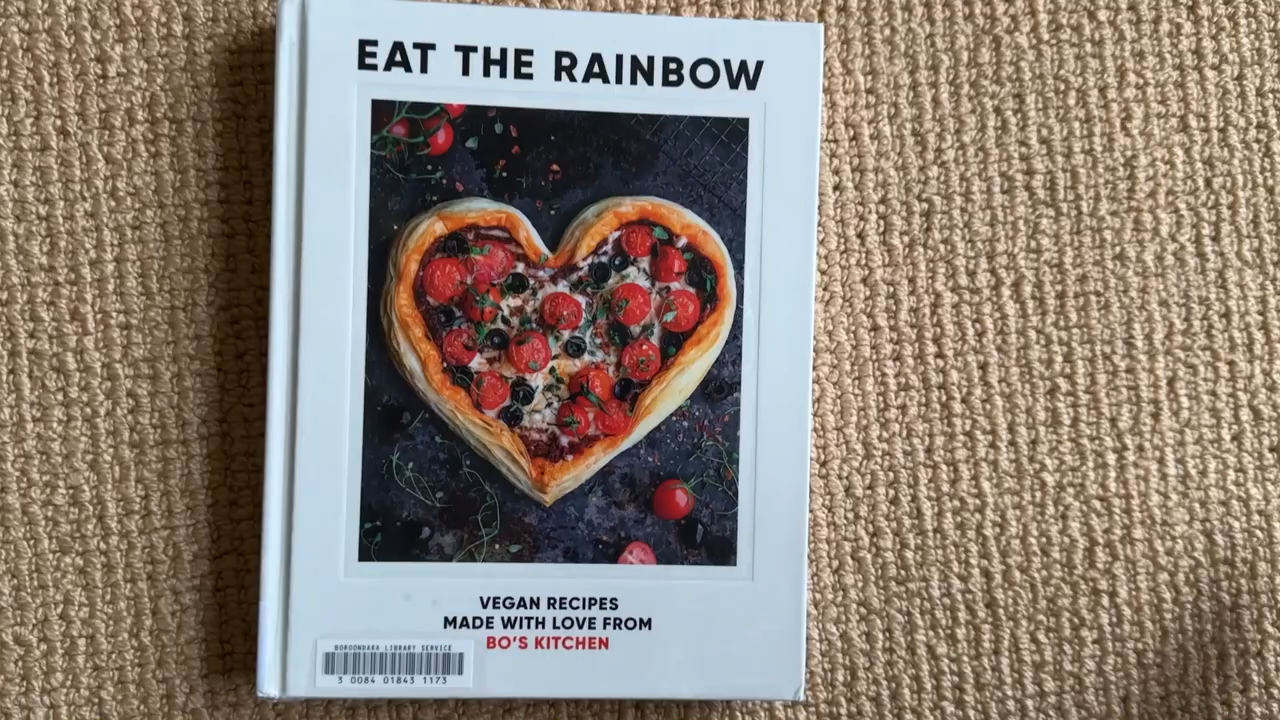 EAT THE RAINBOW
VEGAN RECIPES
MADE WITH LOVE FROM
BO'S KITCHEN
BOROONDARA LIBRARY SERVICE
3 0084 01843 1173